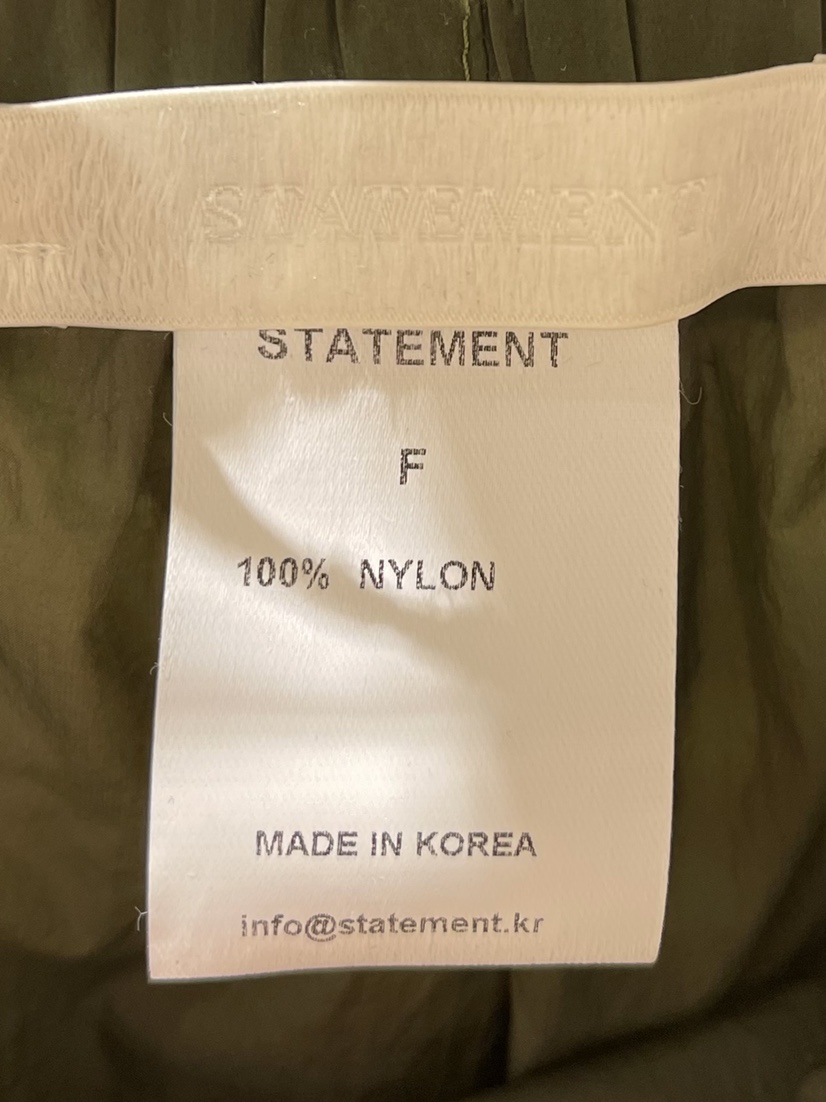 STATEMENT
STATEMENT
F
100% NYLON
MADE IN KOREA
info@statement.kr